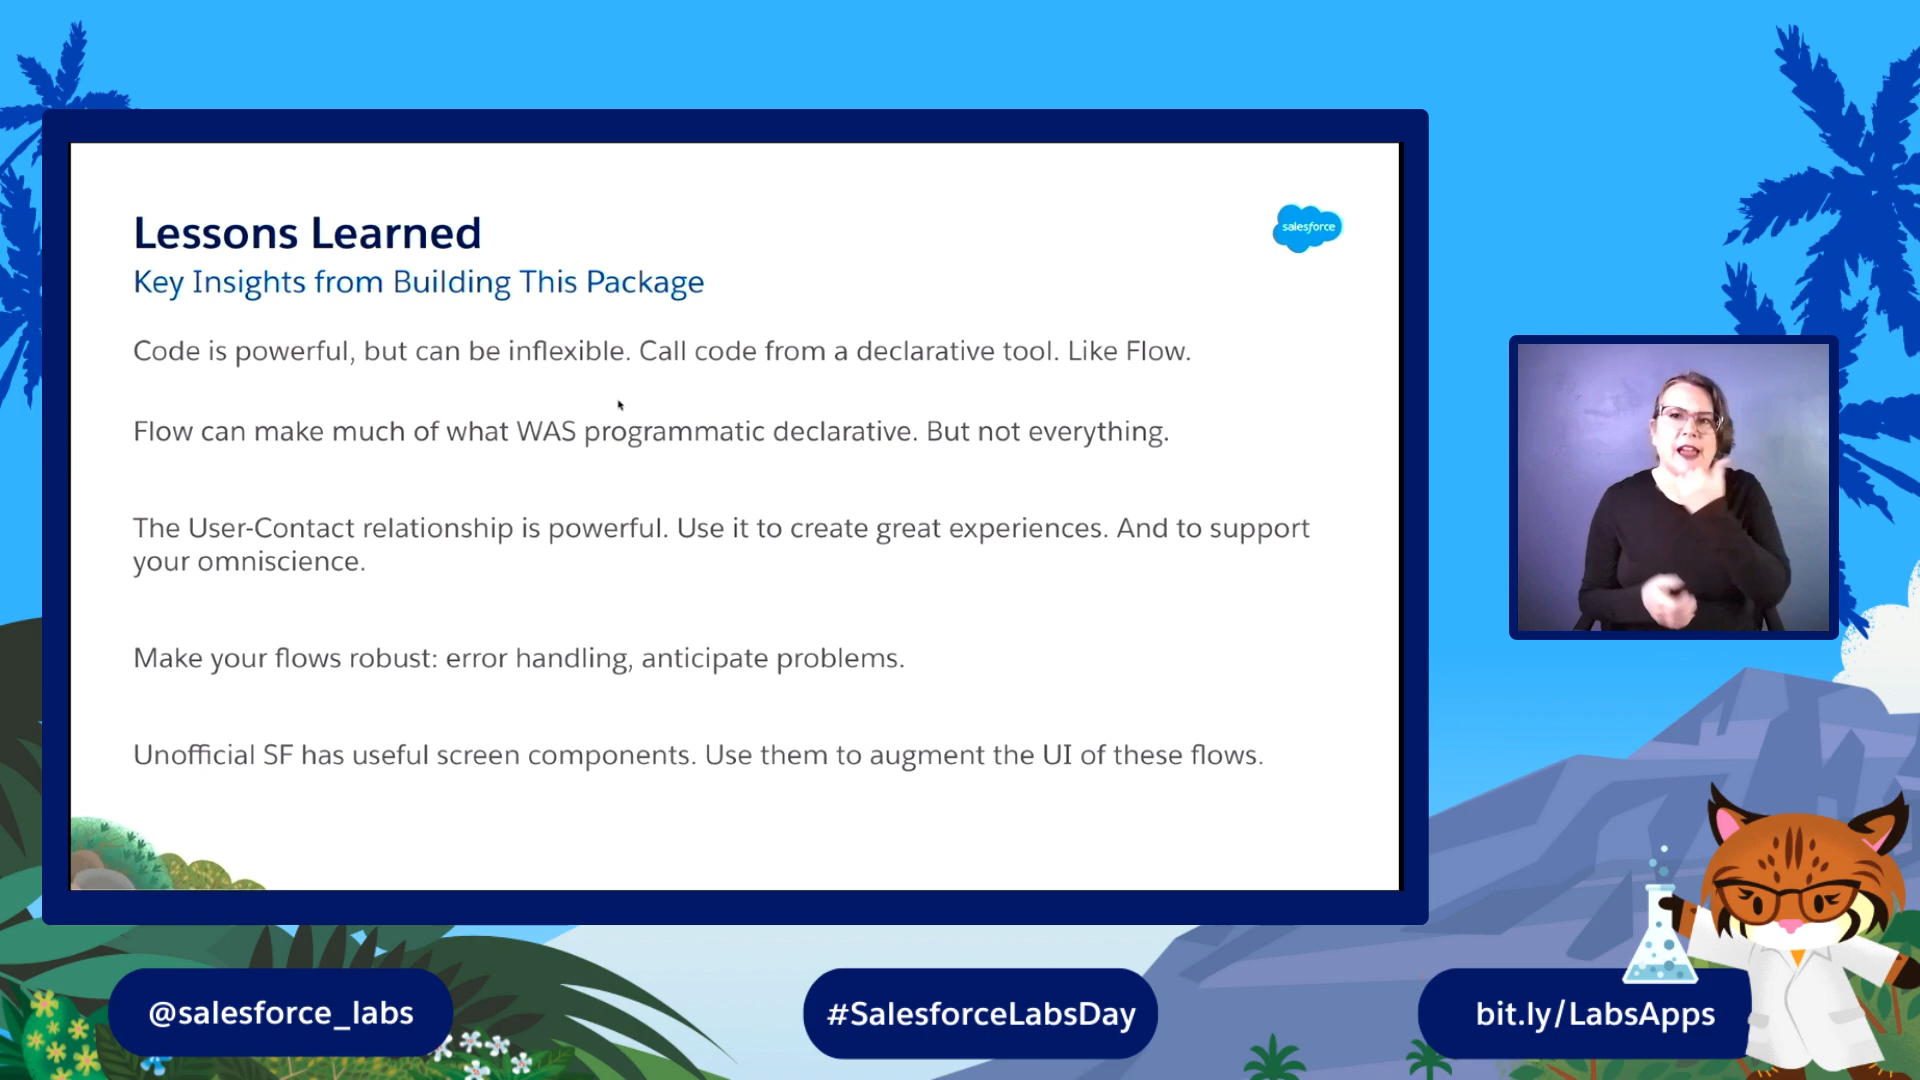 Lessons Learned
salesforce
Key Insights from Building This Package
Code is powerful, but can be inflexible. Call code from a declarative tool. Like Flow.
Flow can make much of what WAS programmatic declarative. But not everything.
The User-Contact relationship is powerful. Use it to create great experiences. And to support
your omniscience.
Make your flows robust: error handling, anticipate problems.
Unofficial SF has useful screen components. Use them to augment the UI of these flows.
@salesforce_labs
#SalesforceLabsDay
bit.ly/LabsApps